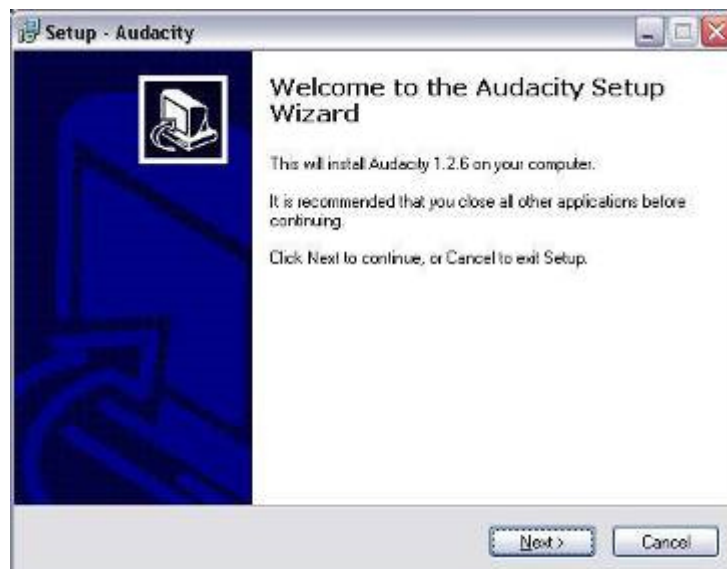 Setup - Audacity
Welcome to the Audacity Setup
Wizard
This will install Audacity 1.2.6 on your computer.
It is recommended that you close all other applications before
continuing.
Click Next to continue, or Cancel to exit Setup.
Next >
Cancel